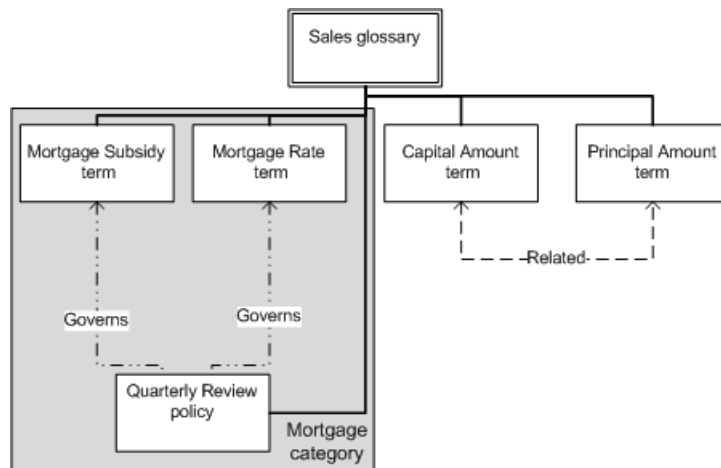 Sales glossary
Mortgage Subsidy
term
Mortgage Rate
term
Capital Amount
term
Principal Amount
term
Related
Governs
Governs
Quarterly Review
policy
Mortgage
category